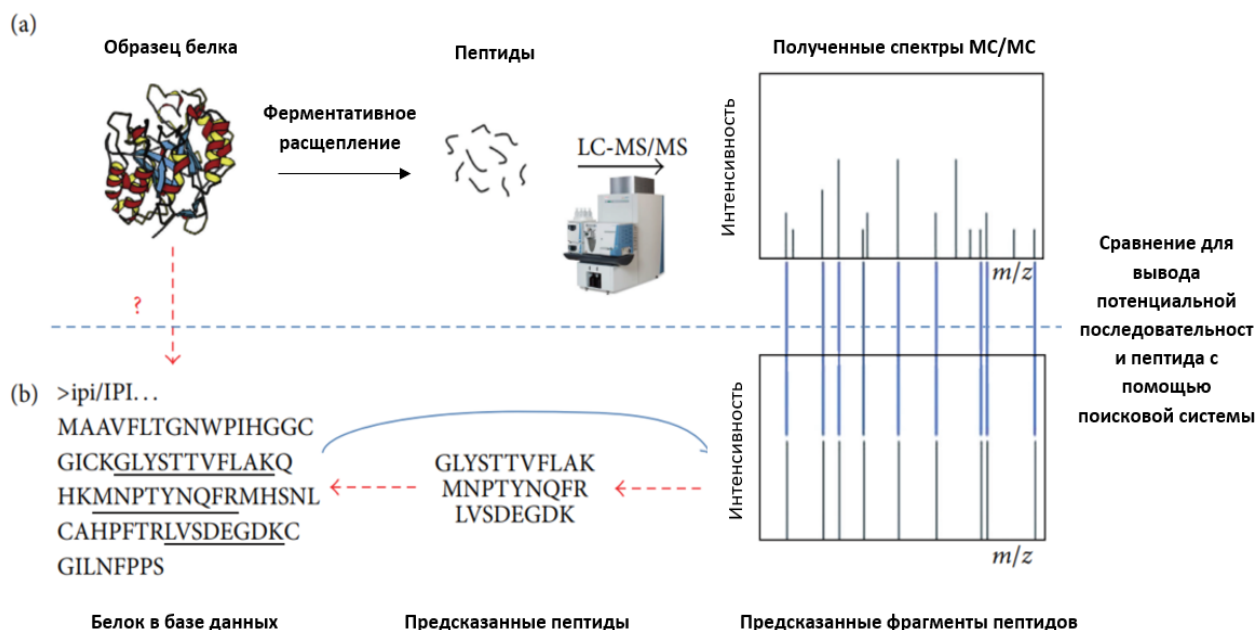 (a)
Образец белка
Ферментативное
расщепление
Пептиды
LC-MS/MS
Полученные спектры МС/МС
Интенсивность
m/z
Сравнение для
вывода
потенциальной
последовательност
и пептида с
помощью
поисковой системы
?
(b)
>ipi/IPI. . .
MAAVFLTGNWPIHGGC
GICKGLYSTTVFLAKQ
HKMNPTYNQFRMHSNL
CAHPFTRLVSDEGDKC
GILNFPPS
GLYSTTVFLAK
MNPTYNQFR
LVSDEGDK
Интенсивность
m/z
Белок в базе данных
Предсказанные пептиды
Предсказанные фрагменты пептидов